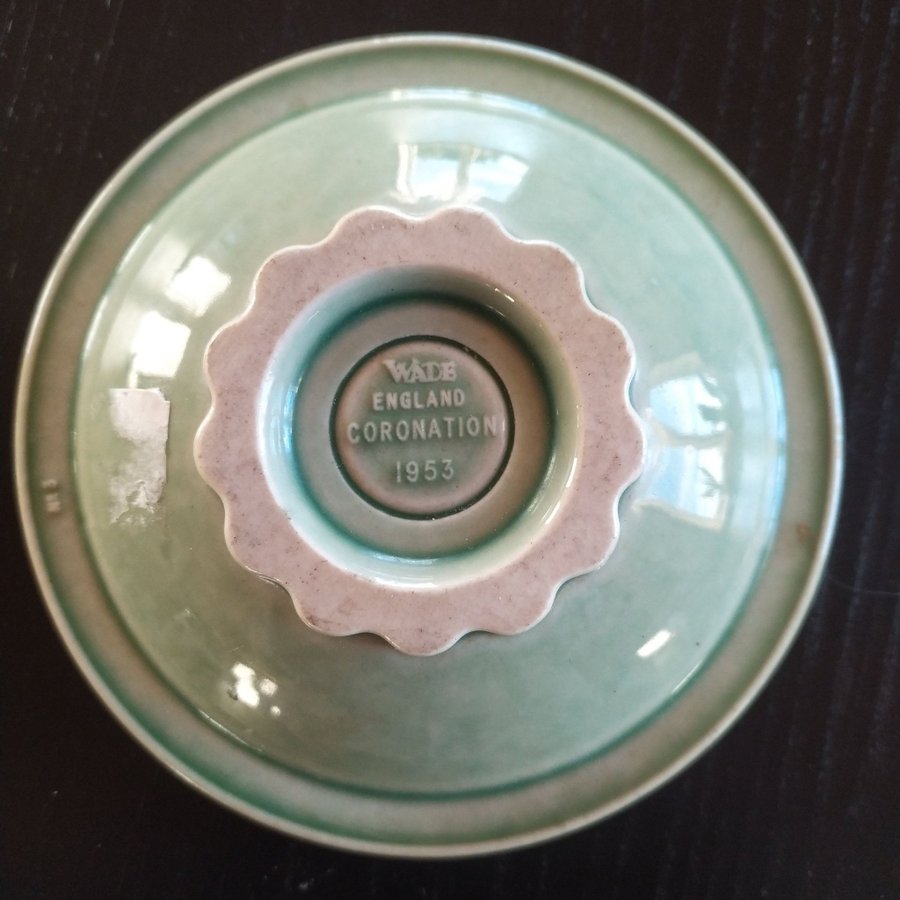 WADE
ENGLAND
CORONATION
1953